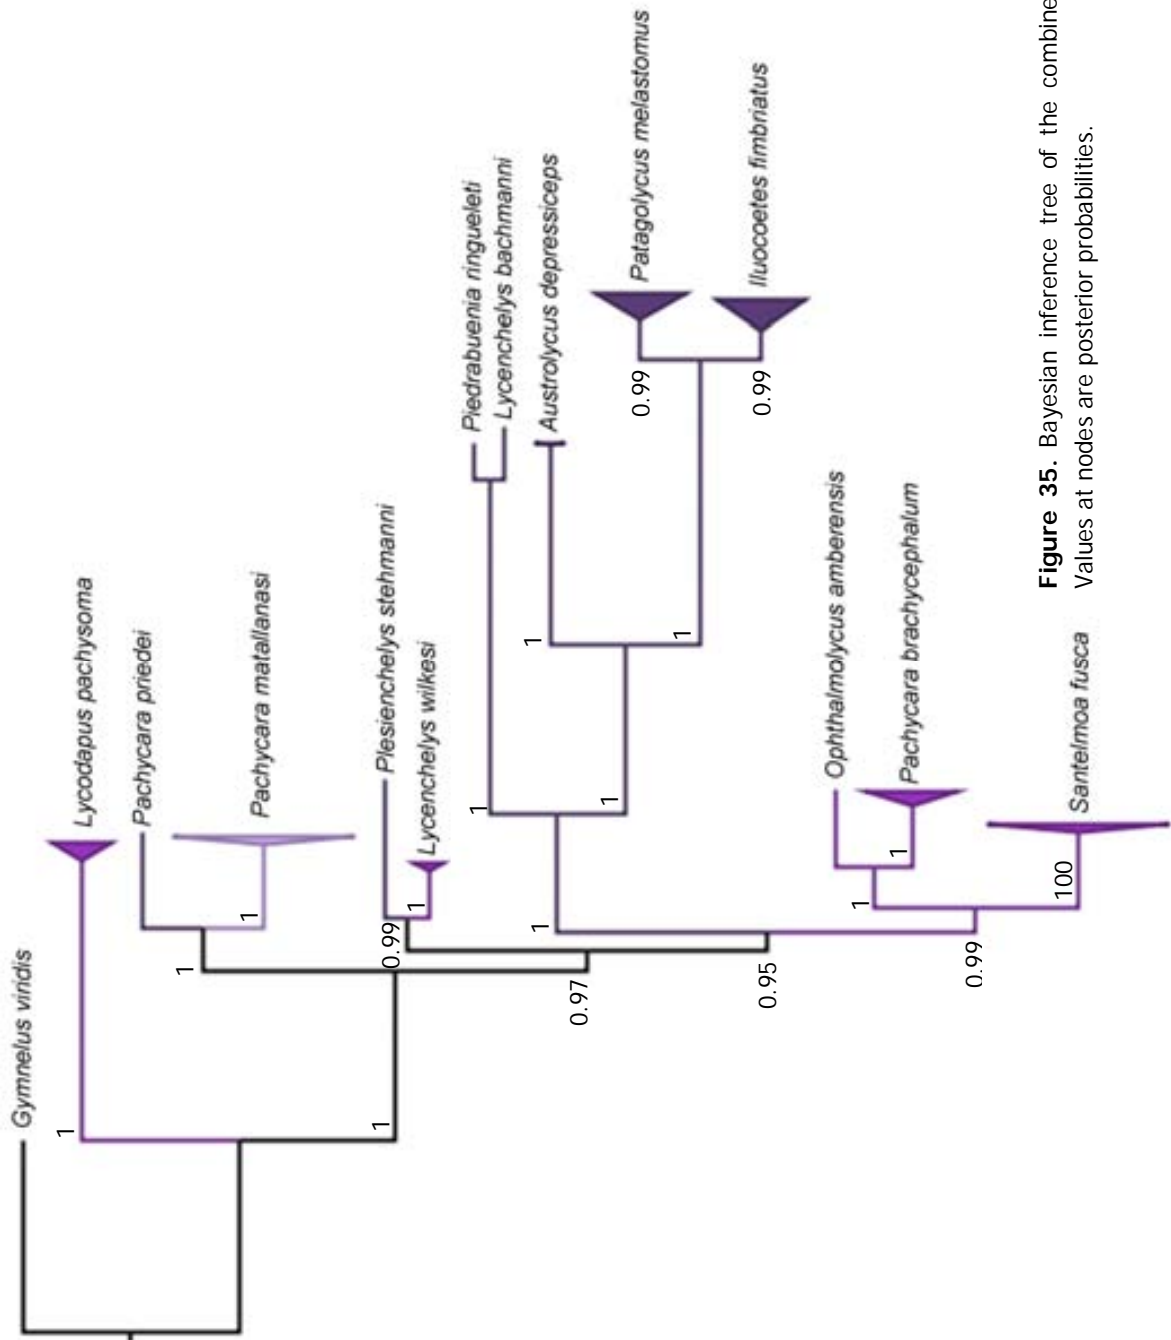 Gymnelus viridis
1
Lycodapus pachysoma
1
Pachycara priedei
1
Pachycara matallanasi
1
0.99
Plesienchelys stehmanni
1
Lycenchelys wilkesi
0.97
1
1
Piedrabuenia ringueleti
Lycenchelys bachmanni
1
1
Austrolycus depressiceps
1
0.99
Patagolycus melastomus
0.99
Iluocoetes fimbriatus
0.95
1
Ophthalmolycus amberensis
1
Pachycara brachycephalum
0.99
100
Santelmoa fusca
Figure 35. Bayesian inference tree of the combine
Values at nodes are posterior probabilities.